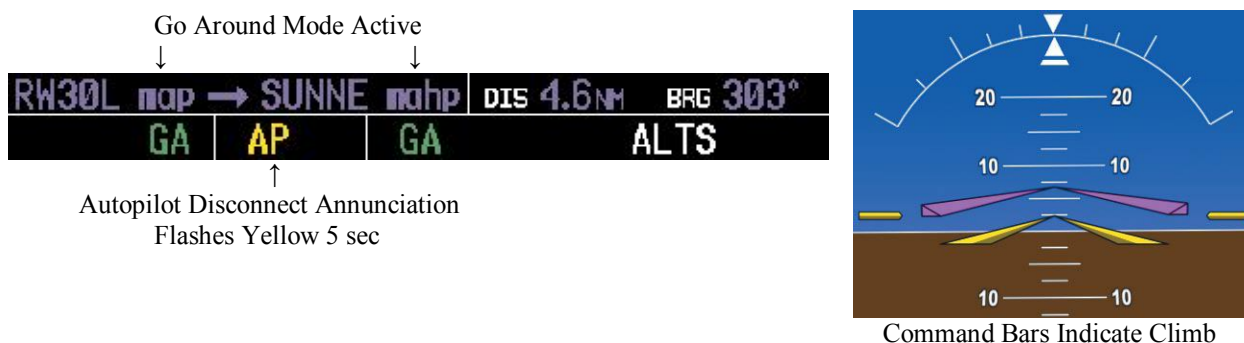 Go Around Mode Active
↓ ↓
RW30L map → SUNNE mahp DIS 4.6NM BRG 303°
GA AP GA ALTS
↑
Autopilot Disconnect Annunciation
Flashes Yellow 5 sec
20 20
10 10
10 10
Command Bars Indicate Climb